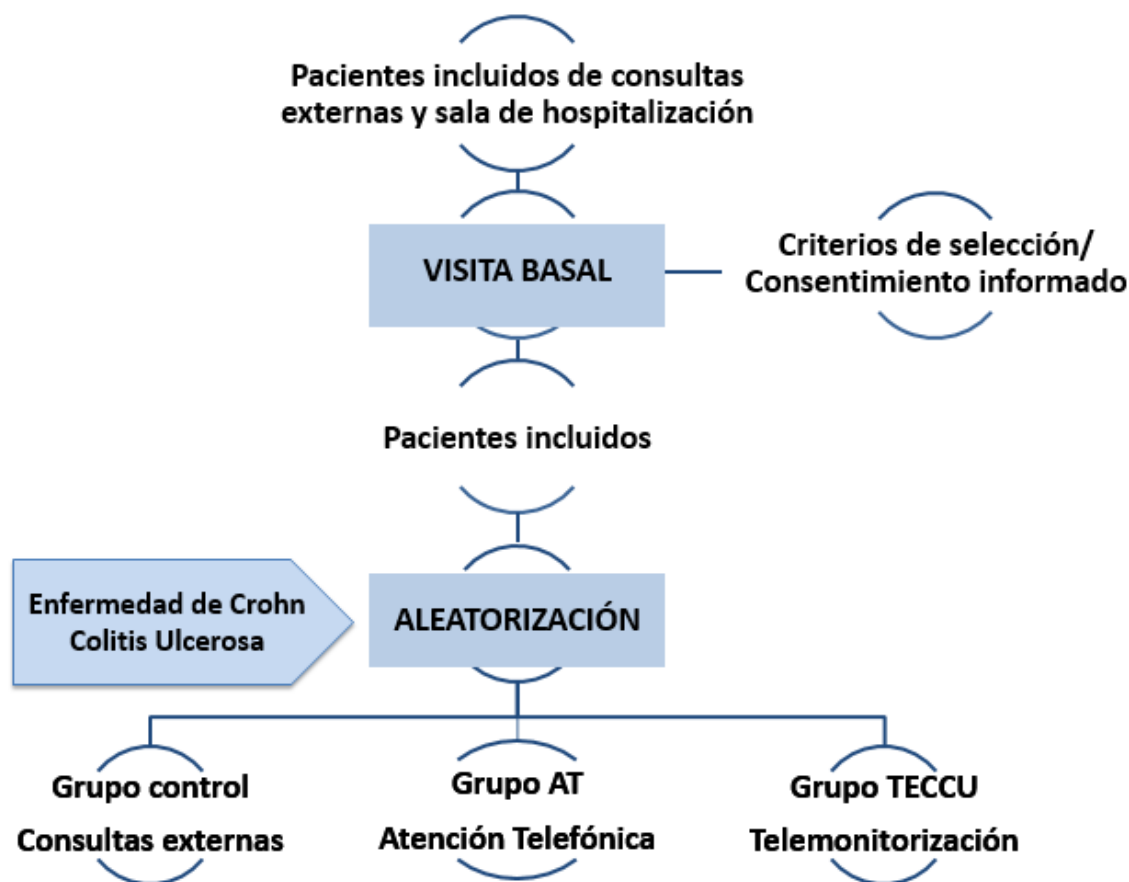 Pacientes incluidos de consultas
externas y sala de hospitalización
VISITA BASAL
Criterios de selección/
Consentimiento informado
Pacientes incluidos
Enfermedad de Crohn
Colitis Ulcerosa
ALEATORIZACIÓN
Grupo control
Consultas externas
Grupo AT
Atención Telefónica
Grupo TECCU
Telemonitorización